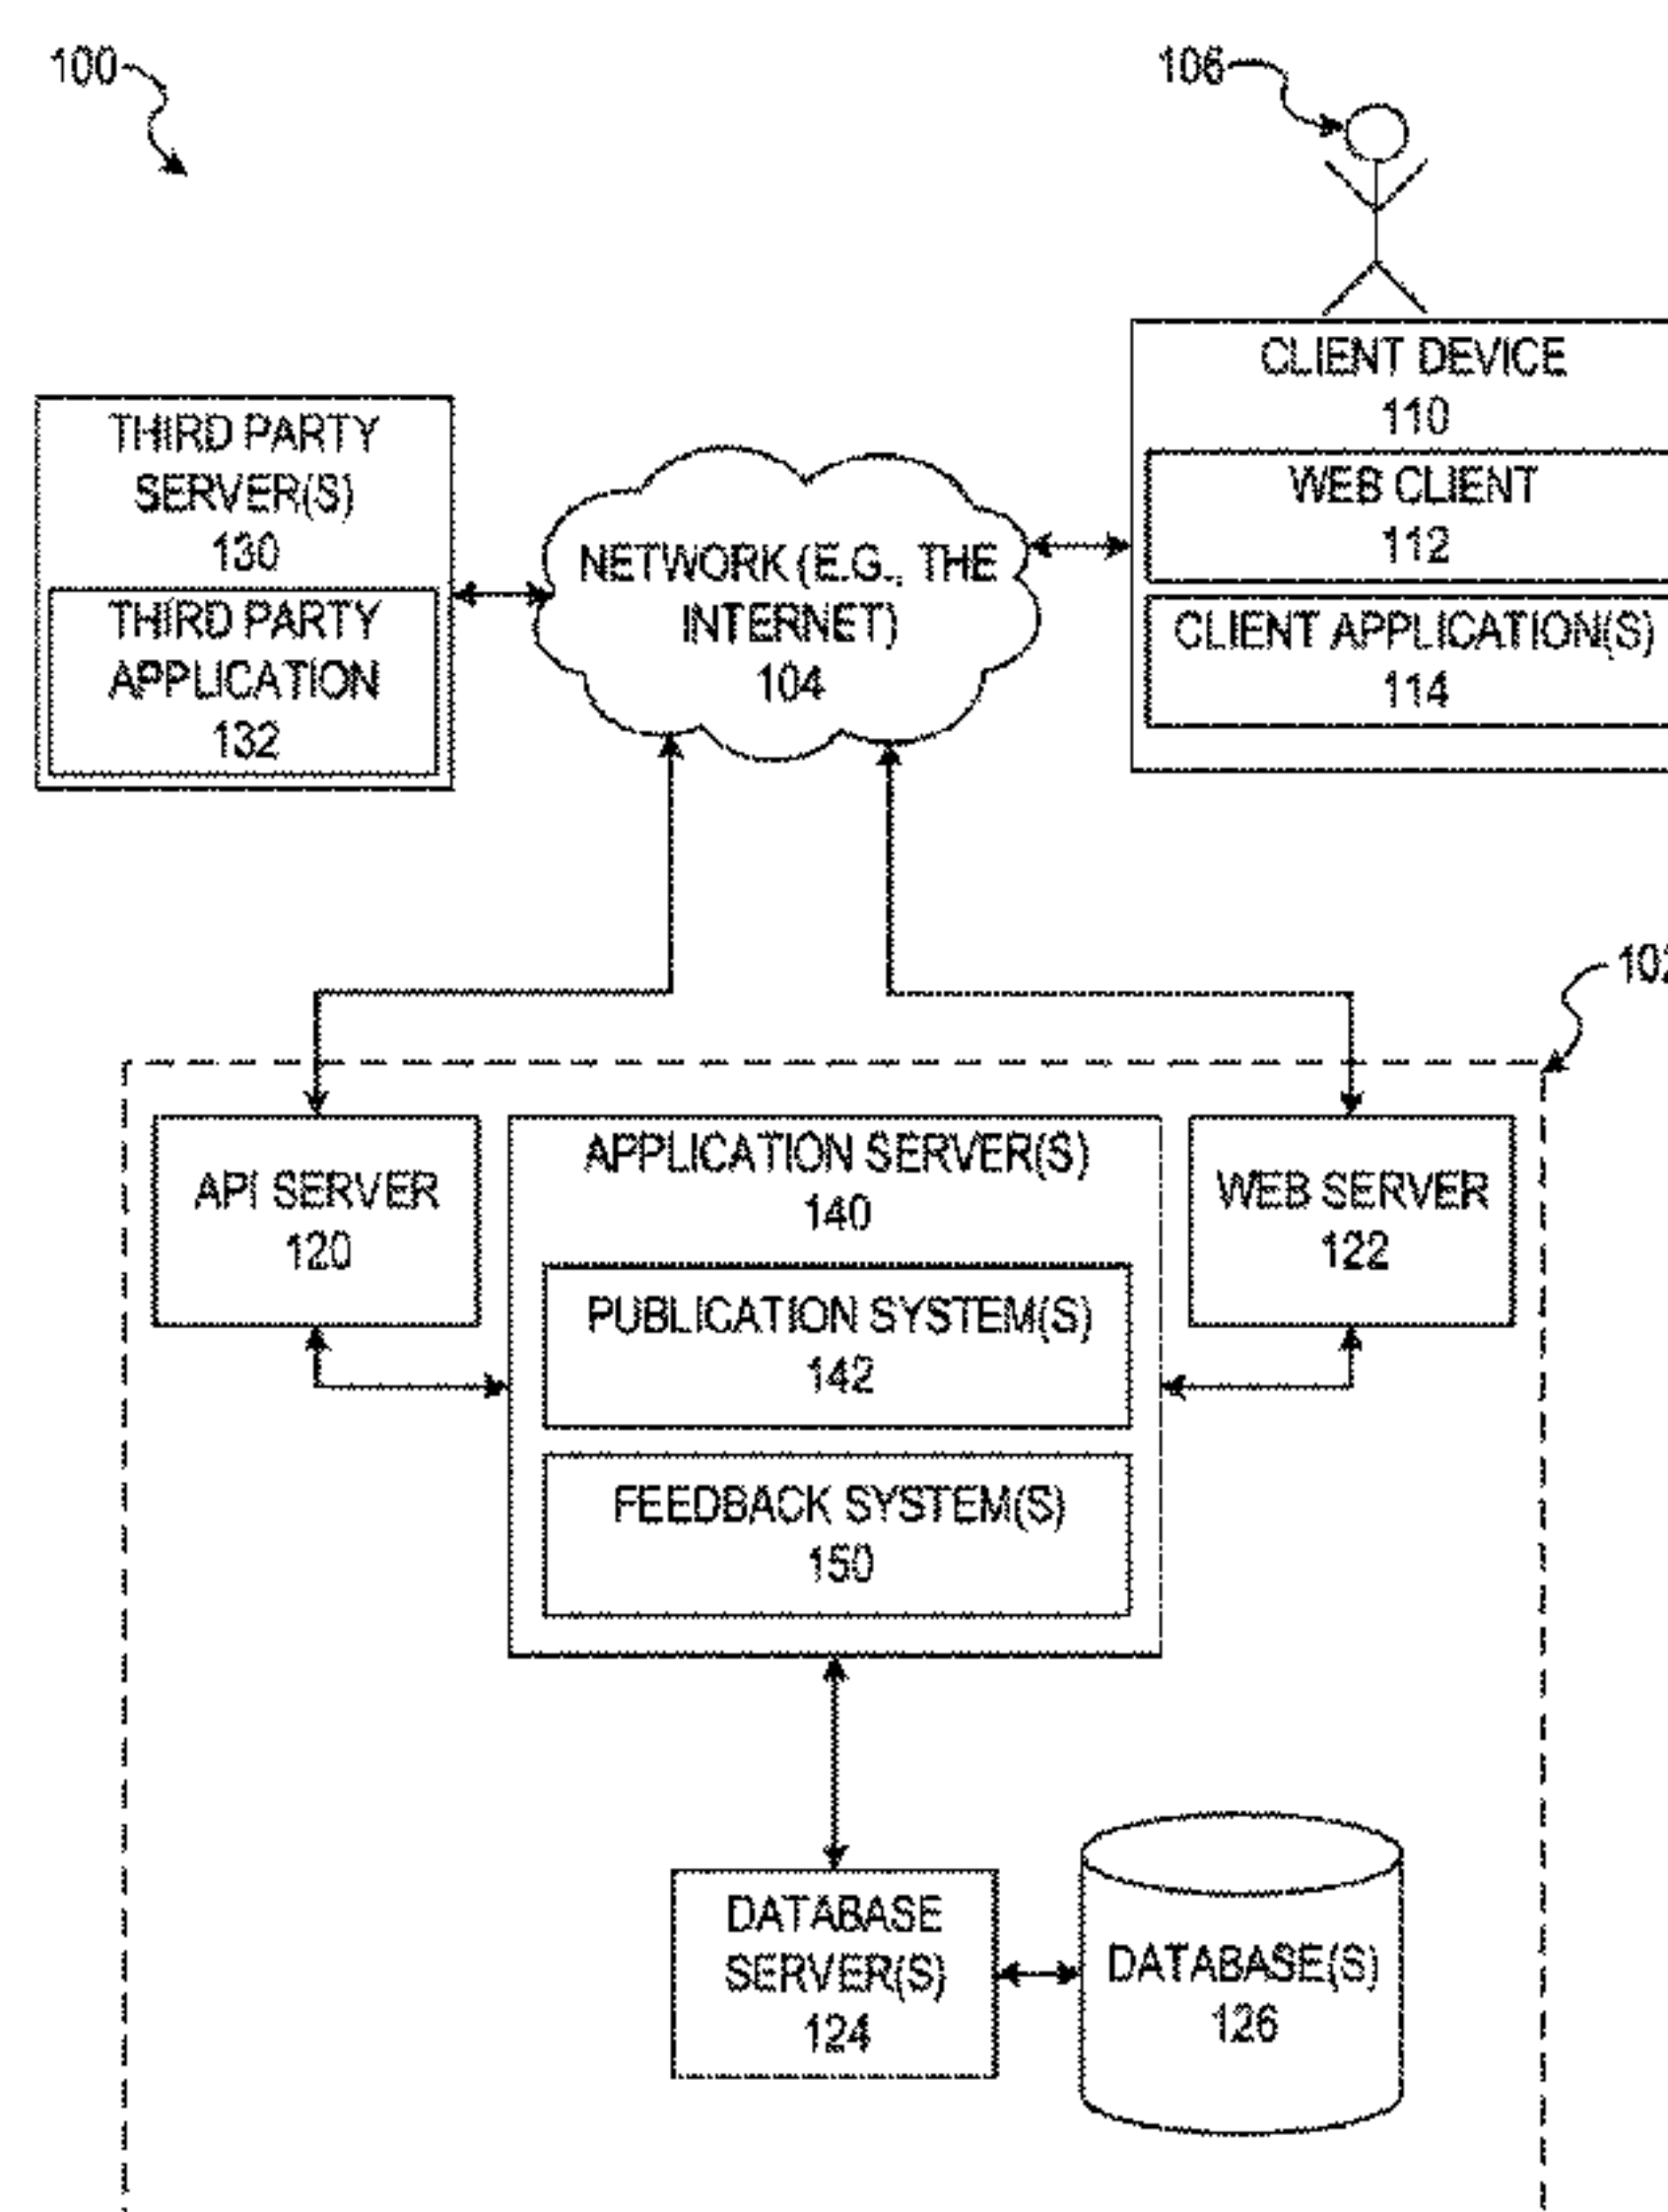 100
106
CLIENT DEVICE
110
WEB CLIENT
112
CLIENT APPLICATION(S)
114
THIRD PARTY
SERVER(S)
130
THIRD PARTY
APPLICATION
132
NETWORK (E.G., THE
INTERNET)
104
102
API SERVER
120
APPLICATION SERVER(S)
140
PUBLICATION SYSTEM(S)
142
FEEDBACK SYSTEM(S)
150
WEB SERVER
122
DATABASE
SERVER(S)
124
DATABASE(S)
126